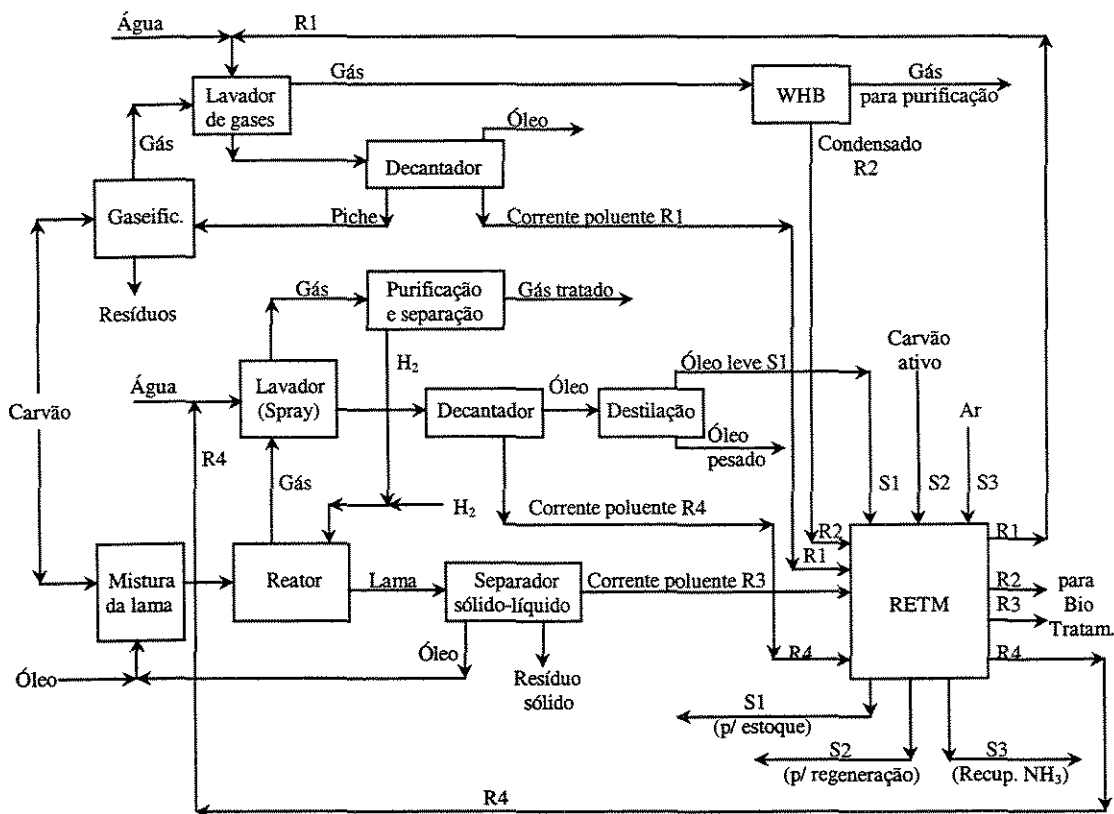 Água
R1
Gás
Gás
para purificação
WHB
Lavador
de gases
Óleo
Gás
Condensado
R2
Decantador
Gaseific.
Piche
Corrente poluente R1
Resíduos
Gás
Purificação
e separação
Gás tratado
H₂
Carvão
ativo
Óleo leve S1
Água
Lavador
(Spray)
Óleo
Decantador
Destilação
Ar
Carvão
R4
Óleo
pesado
Gás
S1
S2
S3
H₂
Corrente poluente R4
R2
R1
R1
Mistura
da lama
Reator
Lama
Separador
sólido-líquido
Corrente poluente R3
RETM
R2
R3
para
Bio
Tratam.
Óleo
R4
R4
Óleo
Resíduo
sólido
S1
(p/ estoque)
S2
(p/ regeneração)
S3
(Recup. NH₃)
R4